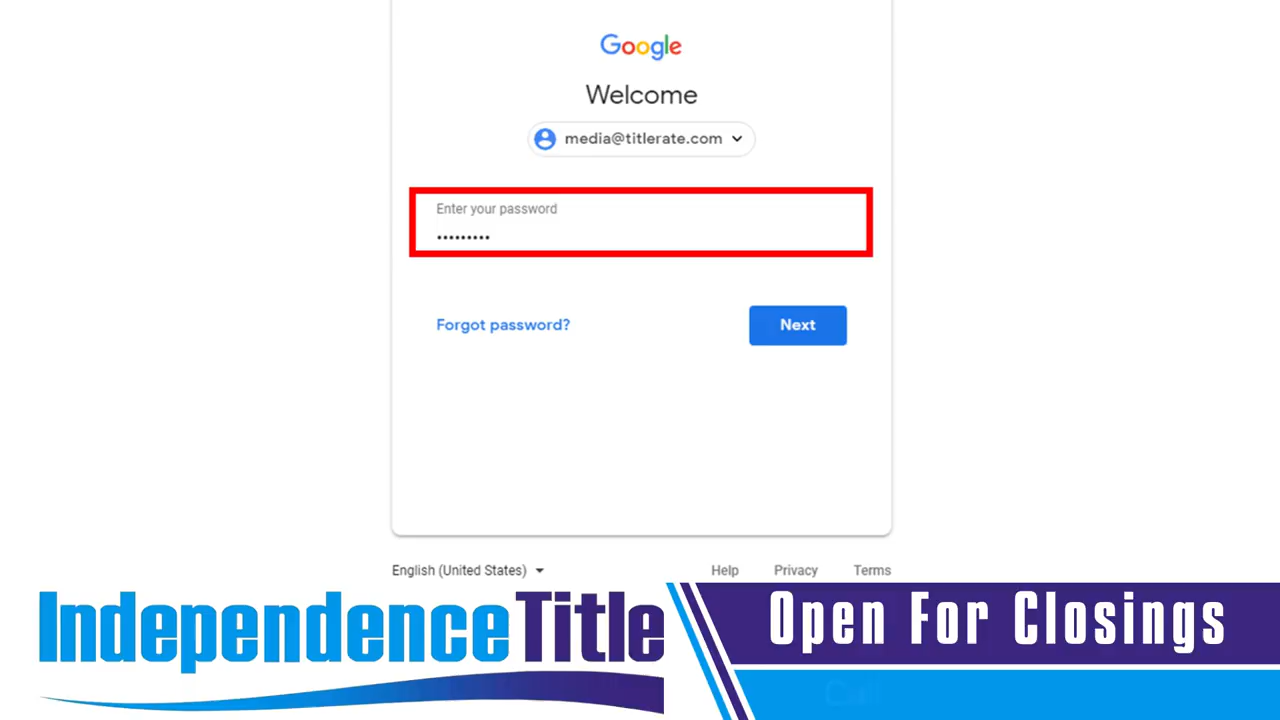 Google
Welcome
media@titlerate.com
Enter your password
•••••••••
Forgot password?
Next
English (United States)
Help Privacy Terms
IndependenceTitle
Open For Closings